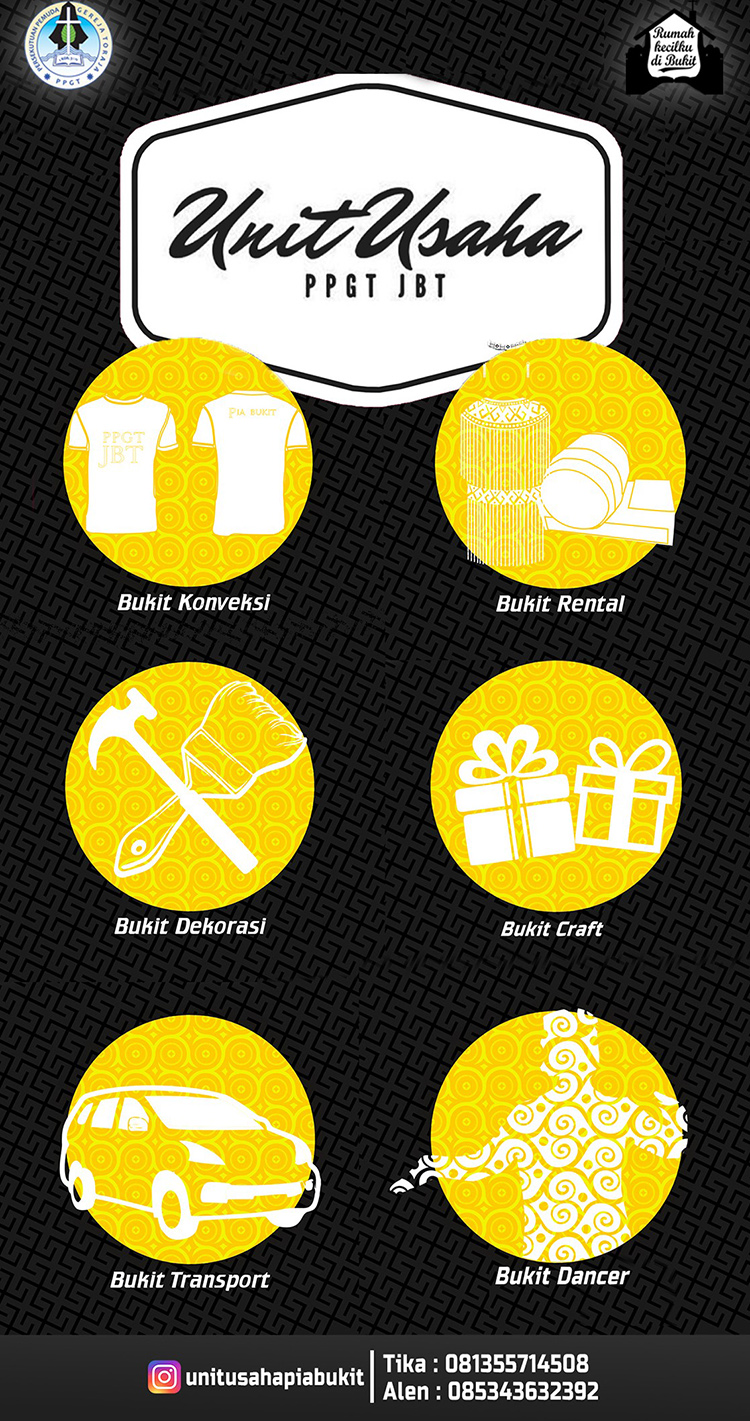 PERSEKUTUAN PEMUDA GEREJA TORAJA
PPGT
Rumah
kecilku
di Bukit
Unit Usaha
PPGT JBT
PPGT
JBT
PIA BUKIT
Bukit Konveksi
Bukit Rental
Bukit Dekorasi
Bukit Craft
Bukit Transport
Bukit Dancer
unitusahapiabukit
Tika : 081355714508
Alen : 085343632392